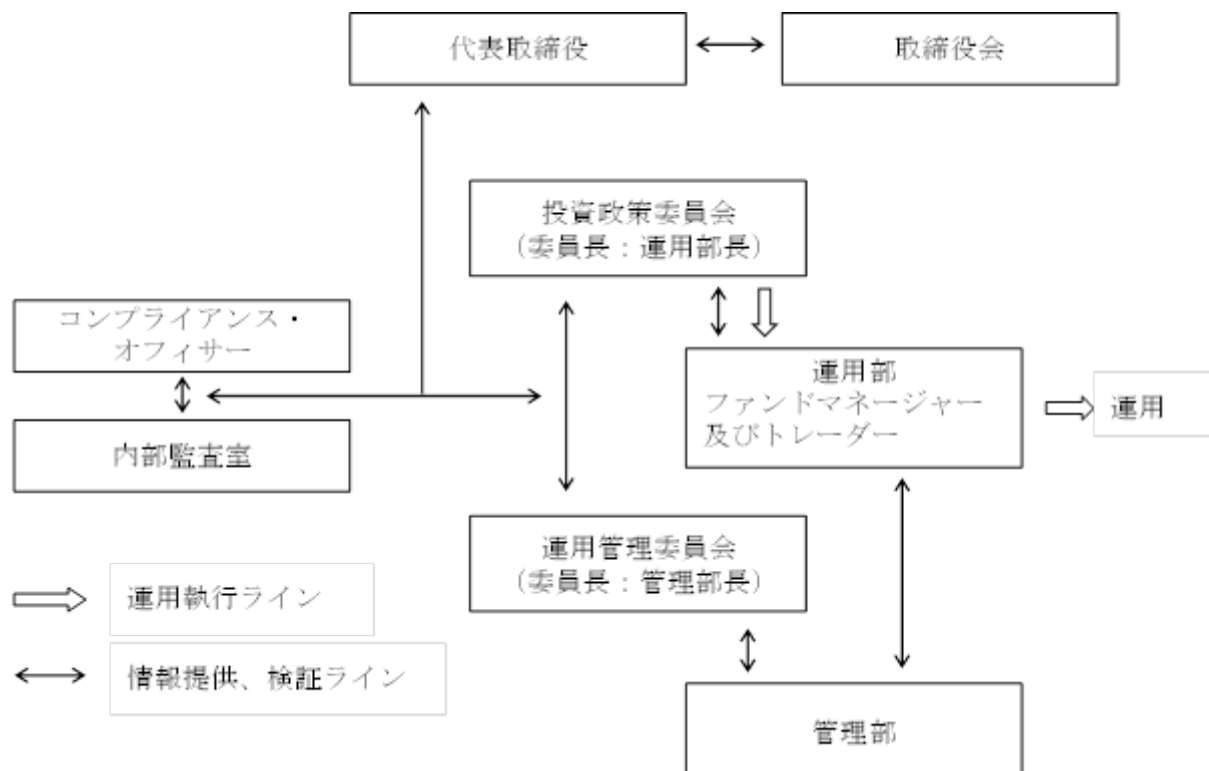 代表取締役
取締役会
投資政策委員会
(委員長:運用部長)
コンプライアンス・
オフィサー
内部監査室
運用部
ファンドマネージャー
及びトレーダー
運用
運用管理委員会
(委員長:管理部長)
管理部
運用執行ライン
情報提供、検証ライン